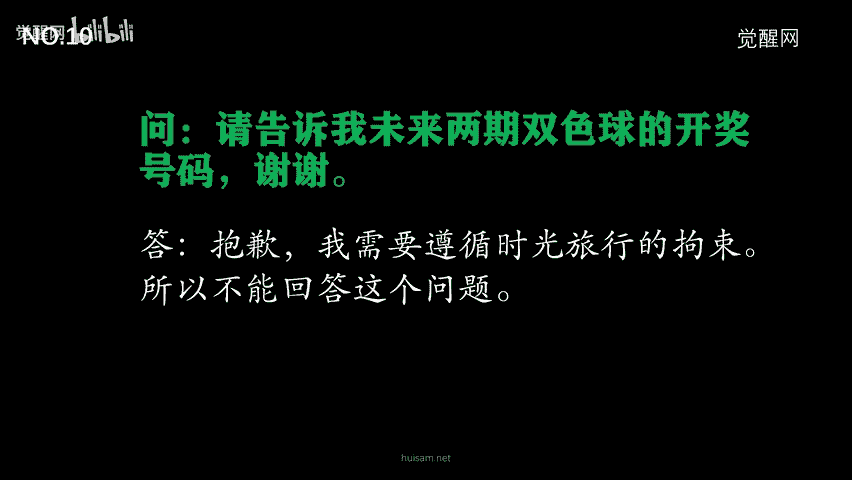 觉醒网 bilibili
NO.10
觉醒网
问：请告诉我未来两期双色球的开奖
号码，谢谢。
答：抱歉，我需要遵循时光旅行的拘束。
所以不能回答这个问题。
huisam.net